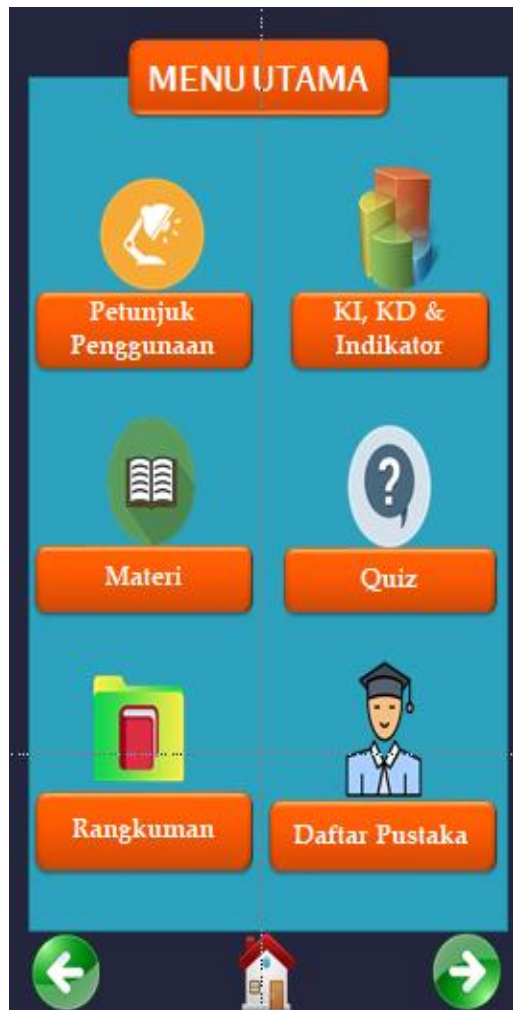 MENU UTAMA
Petunjuk
Penggunaan
KI, KD &
Indikator
Materi
Quiz
Rangkuman
Daftar Pustaka